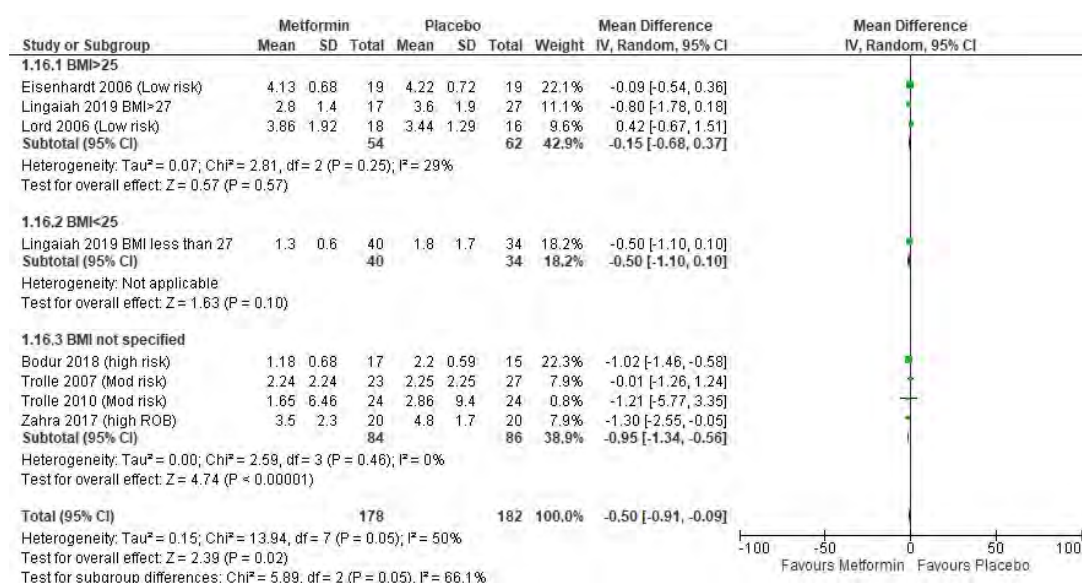 Metformin Placebo Mean Difference Mean Difference
Study or Subgroup Mean SD Total Mean SD Total Weight IV, Random, 95% CI IV, Random, 95% CI
1.16.1 BMI>25
Eisenhardt 2006 (Low risk) 4.13 0.68 19 4.22 0.72 19 22.1% -0.09 [-0.54, 0.36]
Lingaiah 2019 BMI>27 2.8 1.4 17 3.6 1.9 27 11.1% -0.80 [-1.78, 0.18]
Lord 2006 (Low risk) 3.86 1.92 18 3.44 1.29 16 9.6% 0.42 [-0.67, 1.51]
Subtotal (95% CI) 54 62 42.9% -0.15 [-0.68, 0.37]
Heterogeneity: Tau² = 0.07; Chi² = 2.81, df = 2 (P = 0.25); I² = 29%
Test for overall effect: Z = 0.57 (P = 0.57)
1.16.2 BMI<25
Lingaiah 2019 BMI less than 27 1.3 0.6 40 1.8 1.7 34 18.2% -0.50 [-1.10, 0.10]
Subtotal (95% CI) 40 34 18.2% -0.50 [-1.10, 0.10]
Heterogeneity: Not applicable
Test for overall effect: Z = 1.63 (P = 0.10)
1.16.3 BMI not specified
Bodur 2018 (high risk) 1.18 0.68 17 2.2 0.59 15 22.3% -1.02 [-1.46, -0.58]
Trolle 2007 (Mod risk) 2.24 2.24 23 2.25 2.25 27 7.9% -0.01 [-1.26, 1.24]
Trolle 2010 (Mod risk) 1.65 6.46 24 2.86 9.4 24 0.8% -1.21 [-5.77, 3.35]
Zahra 2017 (high ROB) 3.5 2.3 20 4.8 1.7 20 7.9% -1.30 [-2.55, -0.05]
Subtotal (95% CI) 84 86 38.9% -0.95 [-1.34, -0.56]
Heterogeneity: Tau² = 0.00; Chi² = 2.59, df = 3 (P = 0.46); I² = 0%
Test for overall effect: Z = 4.74 (P < 0.00001)
Total (95% CI) 178 182 100.0% -0.50 [-0.91, -0.09]
Heterogeneity: Tau² = 0.15; Chi² = 13.94, df = 7 (P = 0.05); I² = 50%
Test for overall effect: Z = 2.39 (P = 0.02)
Test for subgroup differences: Chi² = 5.89, df = 2 (P = 0.05), I² = 66.1%
-100 -50 0 50 100
Favours Metformin Favours Placebo